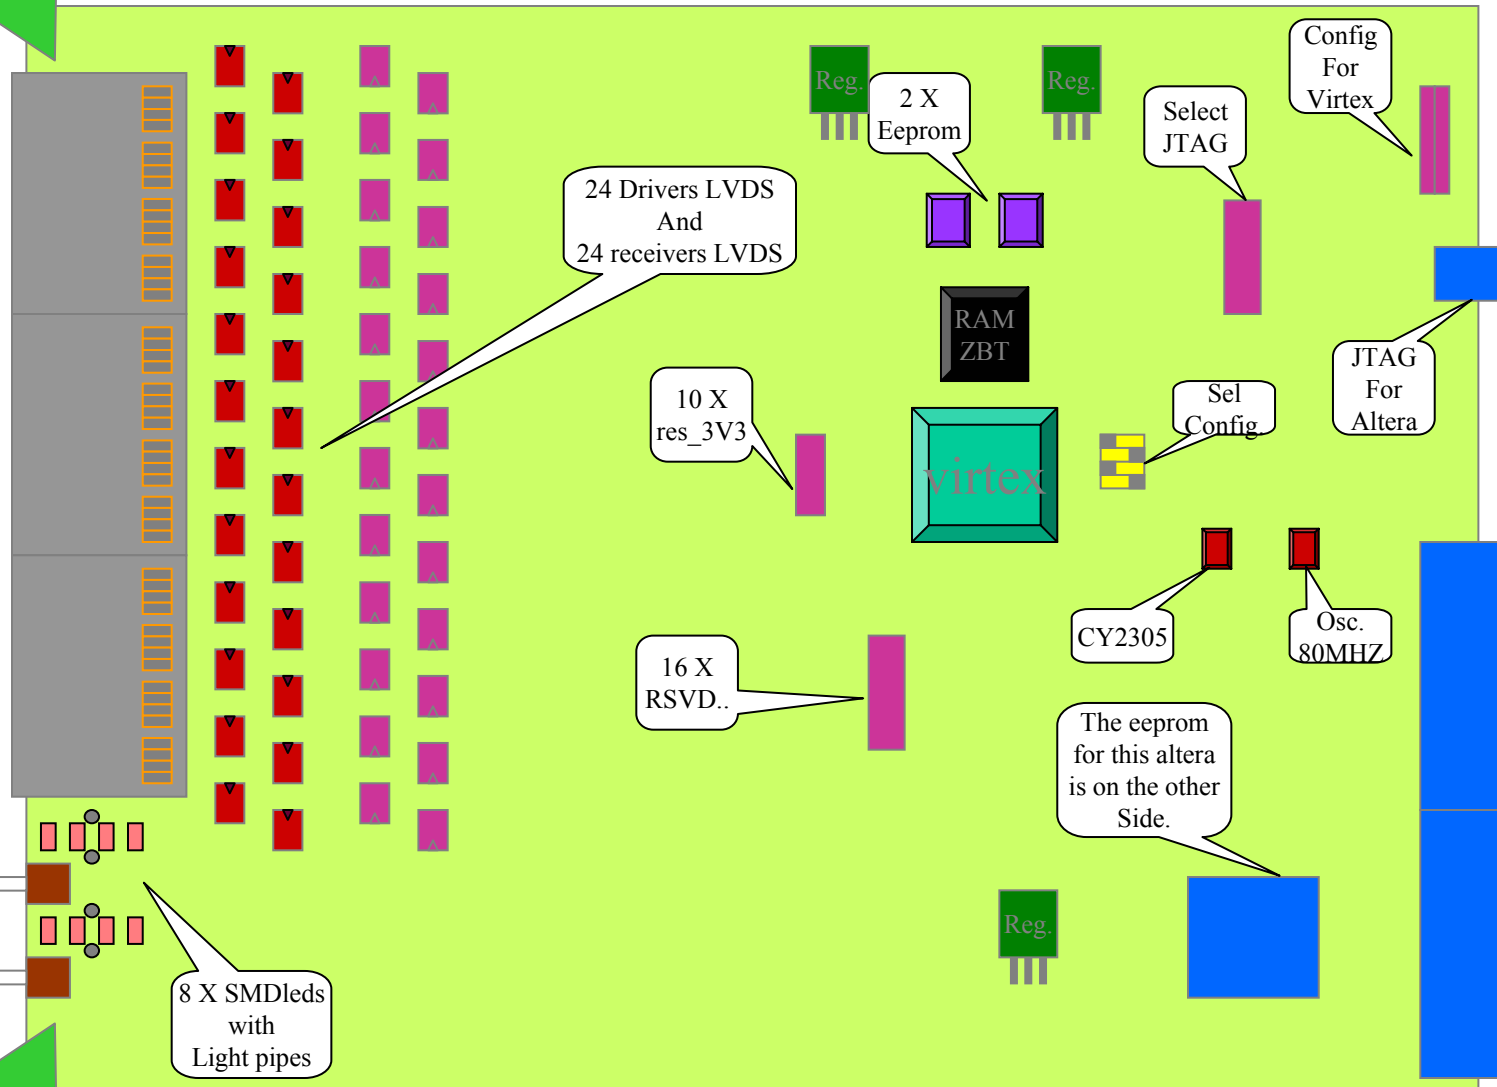 Config
For
Virtex
Reg.
Reg.
2 X
Eeprom
Select
JTAG
24 Drivers LVDS
And
24 receivers LVDS
RAM
ZBT
JTAG
For
Altera
10 X
res_3V3
Sel
Config.
virtex
CY2305
Osc.
80MHZ
16 X
RSVD..
The eeprom
for this altera
is on the other
Side.
Reg.
8 X SMDleds
with
Light pipes